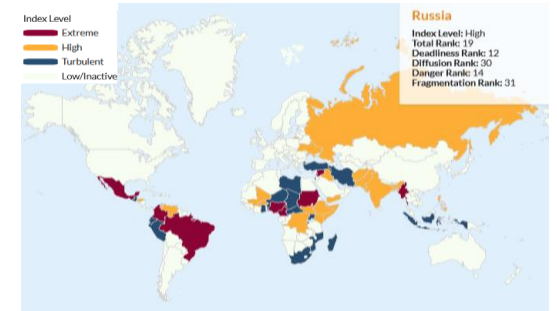 Index Level
Extreme
High
Turbulent
Low/Inactive
Russia
Index Level: High
Total Rank: 19
Deadliness Rank: 12
Diffusion Rank: 30
Danger Rank: 14
Fragmentation Rank: 31